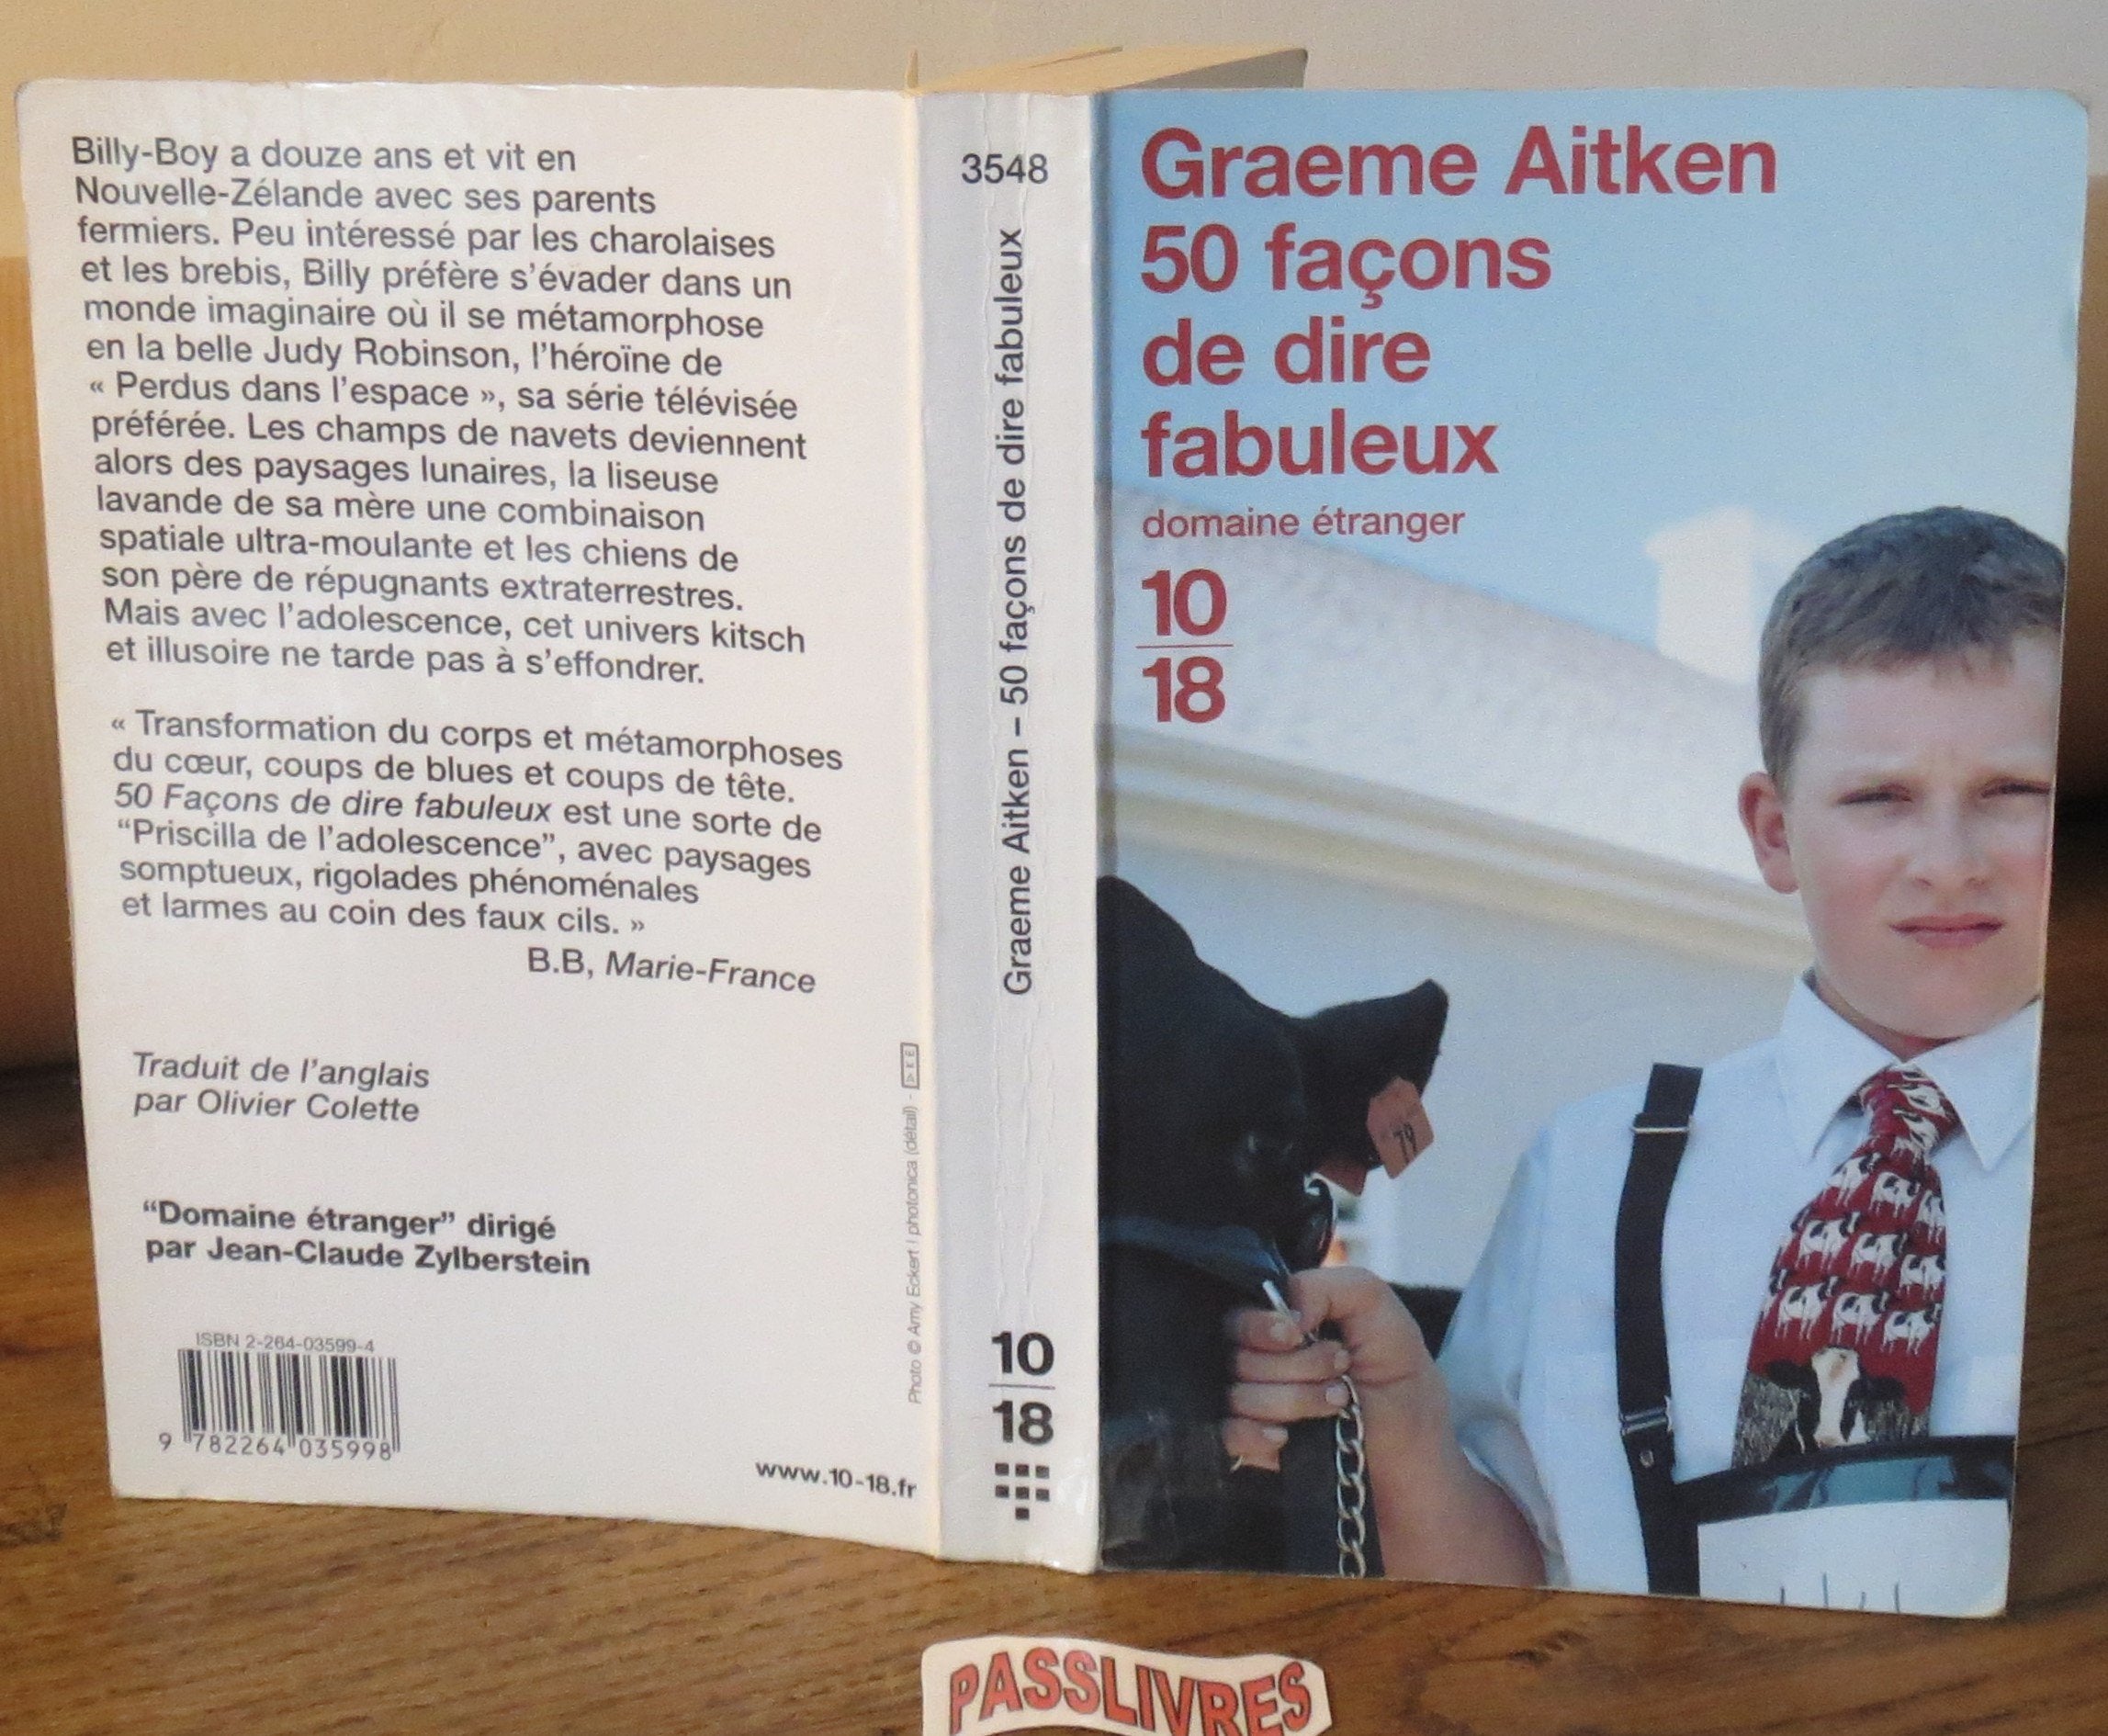 Billy-Boy a douze ans et vit en
Nouvelle-Zélande avec ses parents
fermiers. Peu intéressé par les charolaises
et les brebis, Billy préfère s'évader dans un
monde imaginaire où il se métamorphose
en la belle Judy Robinson, l'héroïne de
« Perdus dans l'espace », sa série télévisée
préférée. Les champs de navets deviennent
alors des paysages lunaires, la liseuse
lavande de sa mère une combinaison
spatiale ultra-moulante et les chiens de
son père de répugnants extraterrestres.
Mais avec l'adolescence, cet univers kitsch
et illusoire ne tarde pas à s'effondrer.
« Transformation du corps et métamorphoses
du cœur, coups de blues et coups de tête.
50 Façons de dire fabuleux est une sorte de
“Priscilla de l'adolescence”, avec paysages
somptueux, rigolades phénoménales
et larmes au coin des faux cils. »
B.B, Marie-France
Traduit de l'anglais
par Olivier Colette
“Domaine étranger” dirigé
par Jean-Claude Zylberstein
ISBN 2-264-03599-4
9 782264 035998
www.10-18.fr
Photo © Amy Eckert / photonica (détail) -
3548
Graeme Aitken – 50 façons de dire fabuleux
10
18
Graeme Aitken
50 façons
de dire
fabuleux
domaine étranger
10
18
79
PASSLIVRES